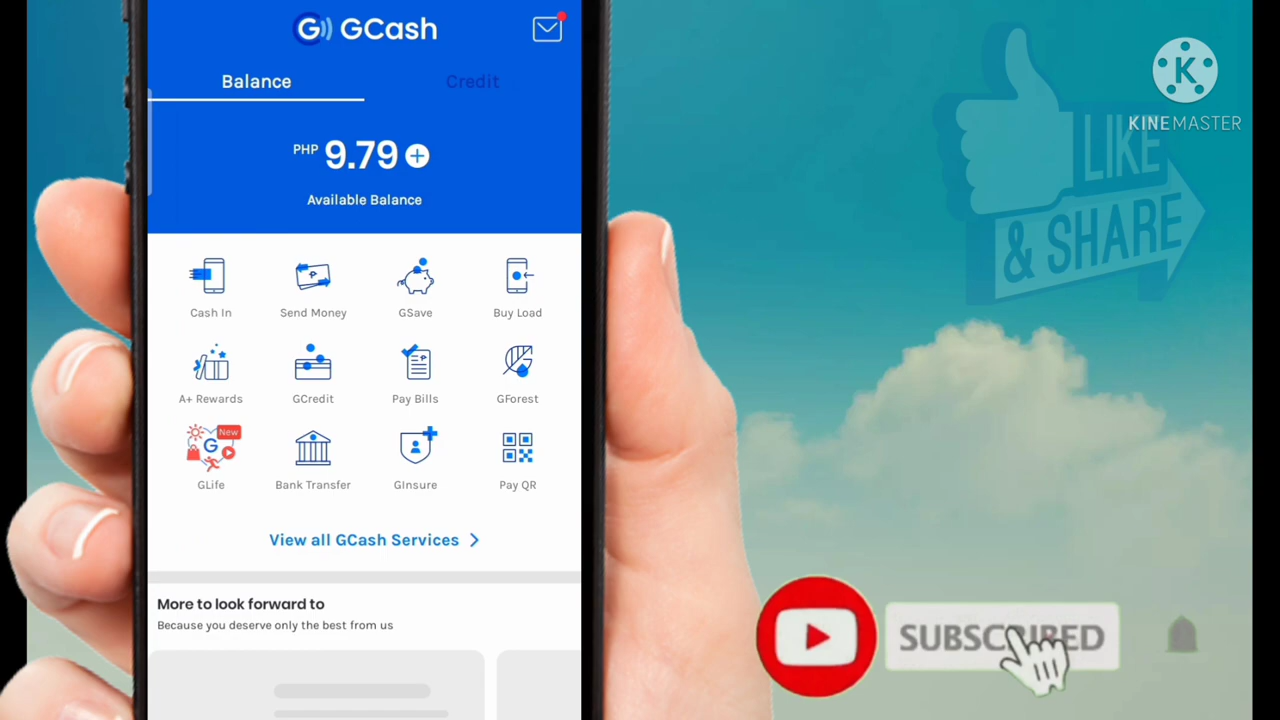 GCash
Balance
Credit
PHP 9.79
Available Balance
Cash In
Send Money
GSave
Buy Load
A+ Rewards
GCredit
Pay Bills
GForest
New
GLife
Bank Transfer
GInsure
Pay QR
View all GCash Services
More to look forward to
Because you deserve only the best from us
K
KINEMASTER
LIKE
& SHARE
SUBSCRIBED